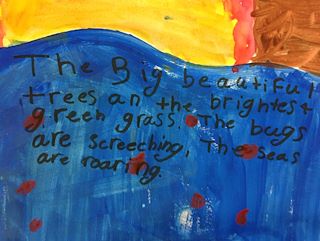 The Big beautiful
trees an the brightest
green grass. The bugs
are screeching, The seas
are roaring.